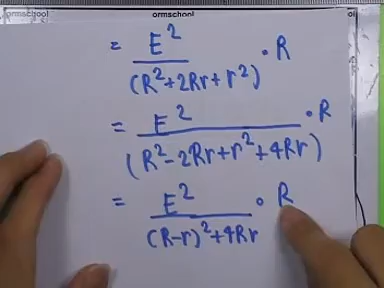 ormschool ormschool
= E² / (R²+2Rr+r²) · R
= E² / (R²-2Rr+r²+4Rr) · R
= E² / (R-r)²+4Rr · R